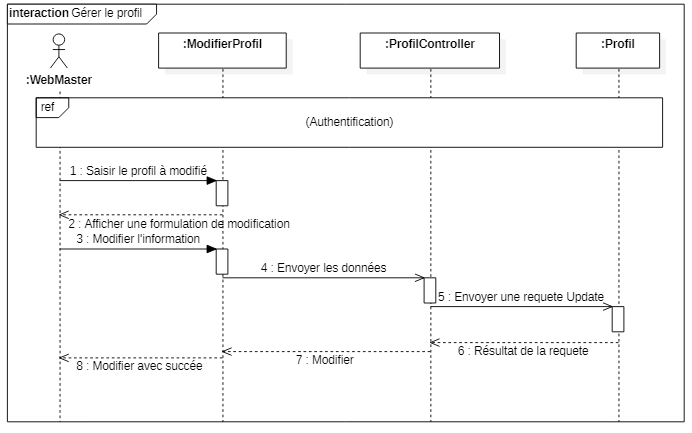 interaction Gérer le profil
:WebMaster
:ModifierProfil
:ProfilController
:Profil
ref
(Authentification)
1 : Saisir le profil à modifié
2 : Afficher une formulation de modification
3 : Modifier l'information
4 : Envoyer les données
5 : Envoyer une requete Update
6 : Résultat de la requete
7 : Modifier
8 : Modifier avec succée